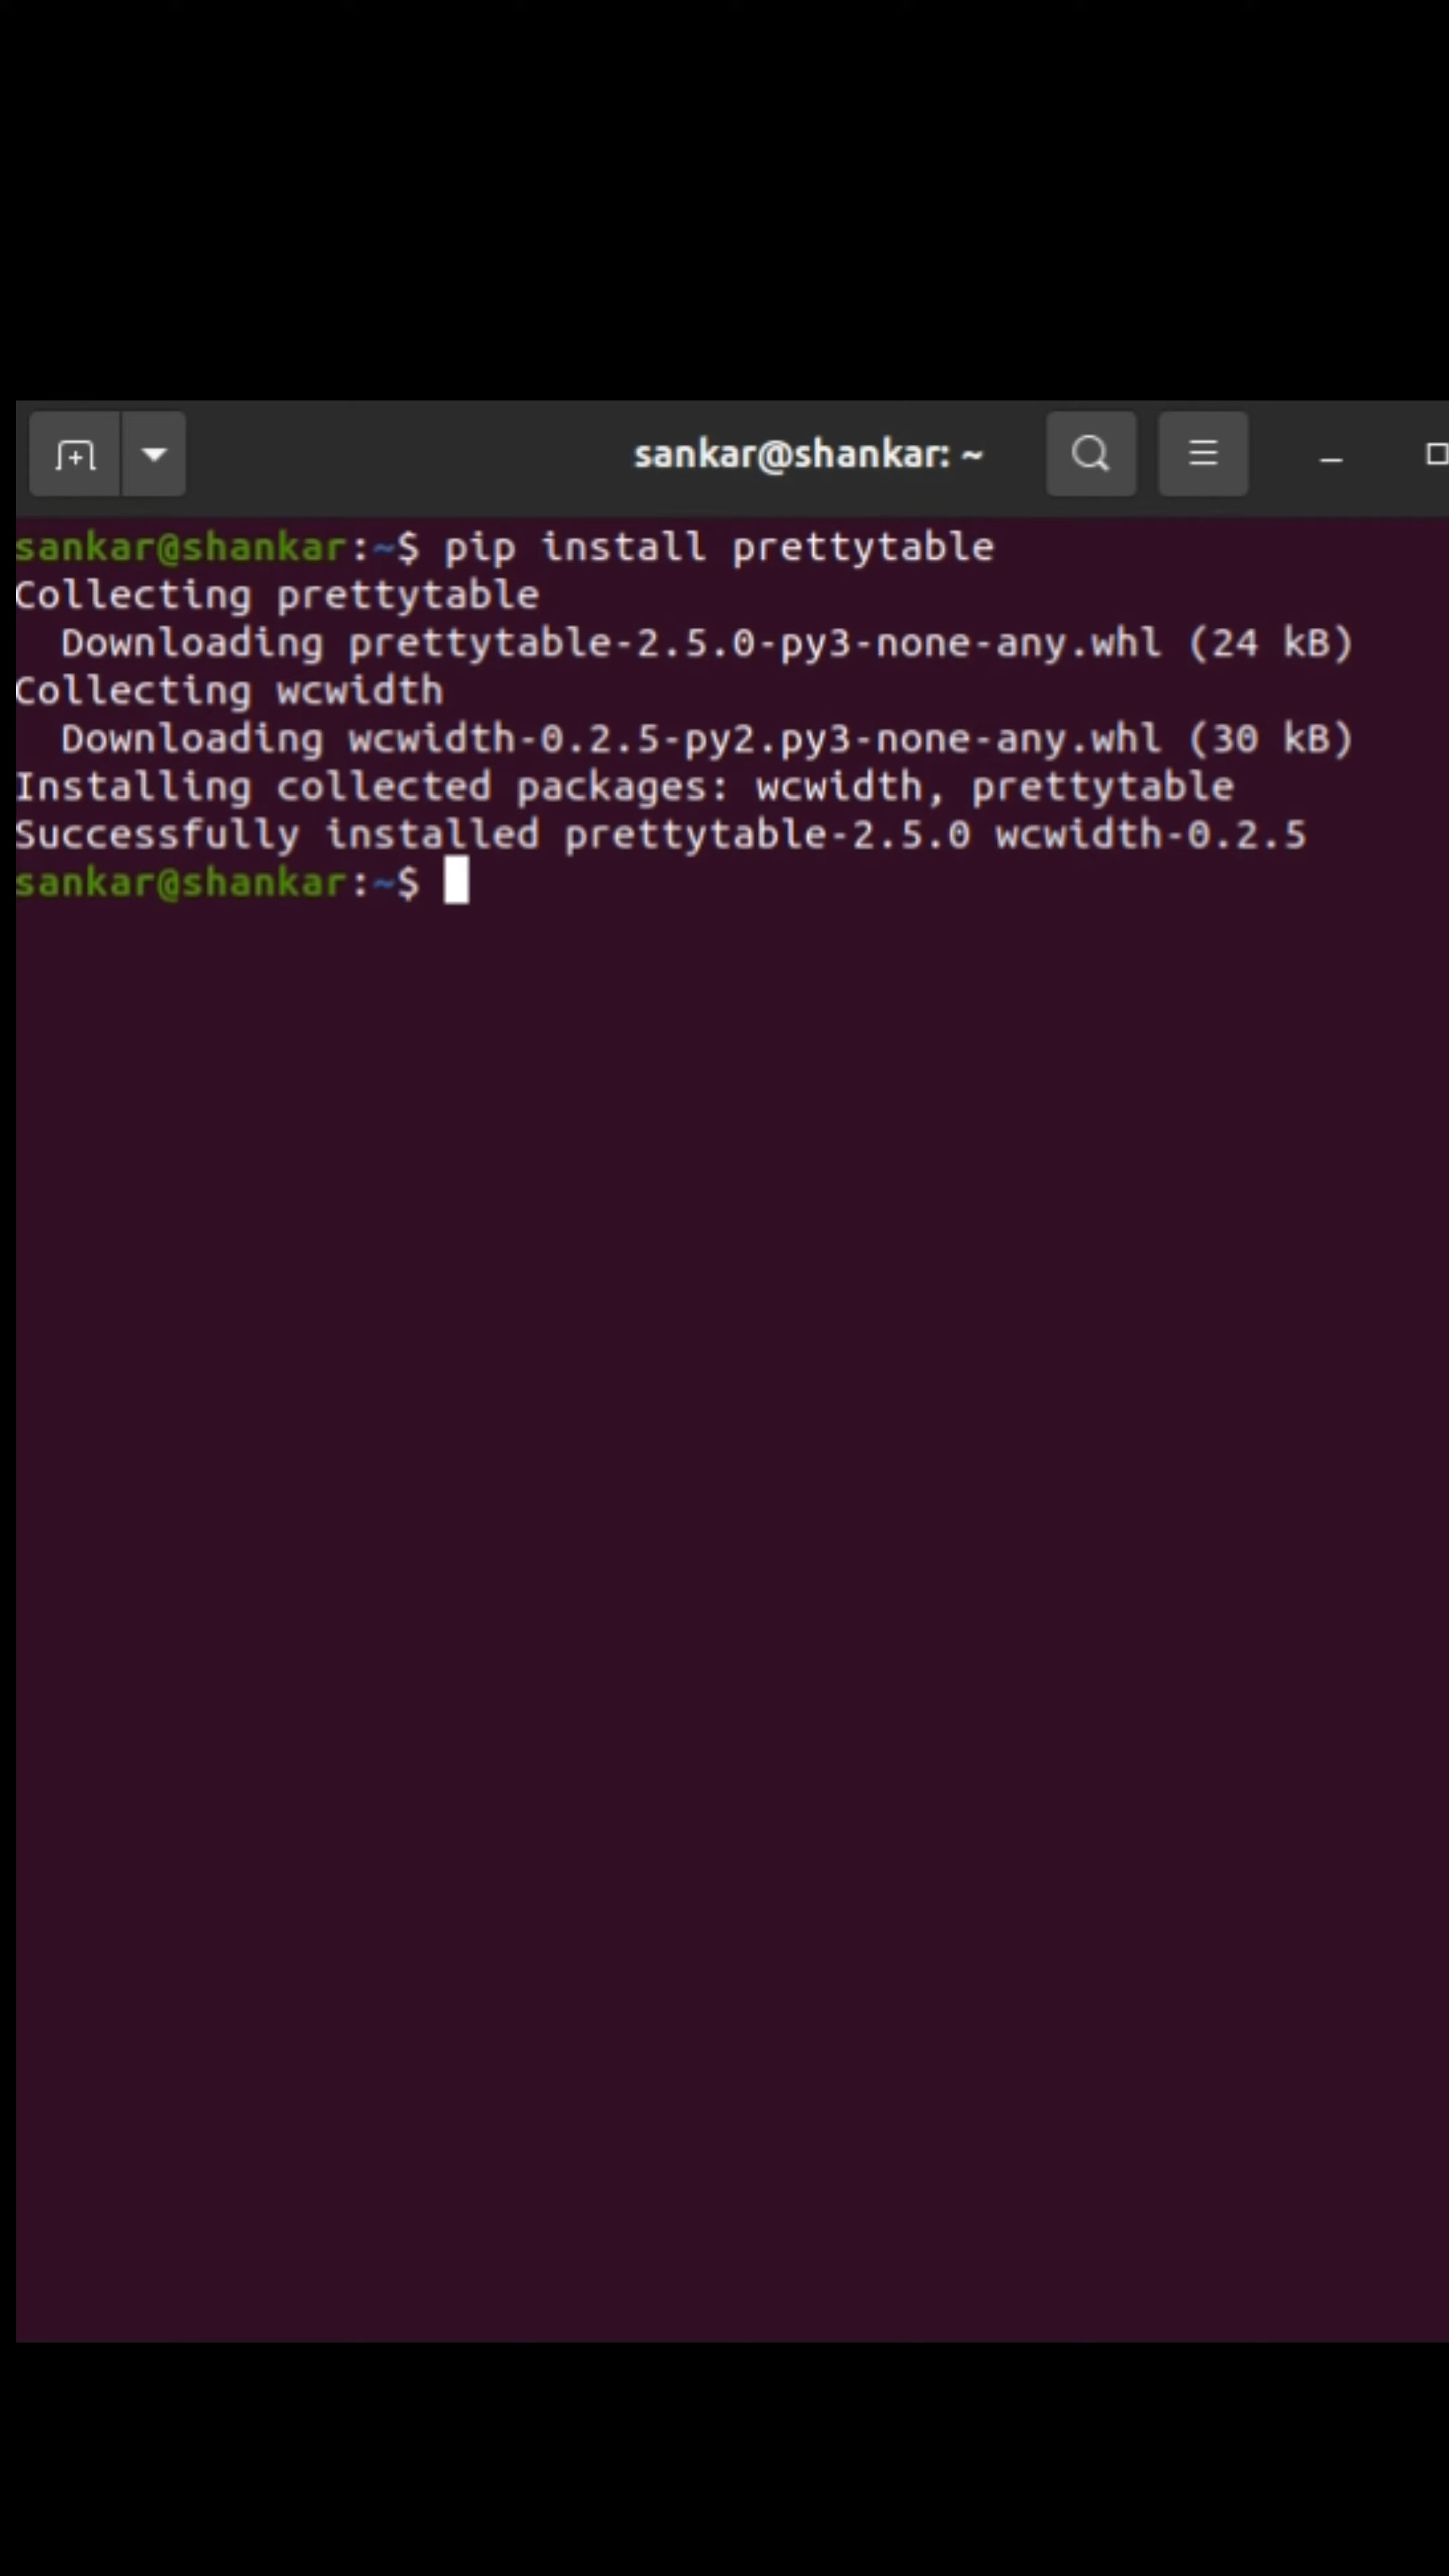 sankar@shankar: ~
sankar@shankar:~$ pip install prettytable
Collecting prettytable
  Downloading prettytable-2.5.0-py3-none-any.whl (24 kB)
Collecting wcwidth
  Downloading wcwidth-0.2.5-py2.py3-none-any.whl (30 kB)
Installing collected packages: wcwidth, prettytable
Successfully installed prettytable-2.5.0 wcwidth-0.2.5
sankar@shankar:~$